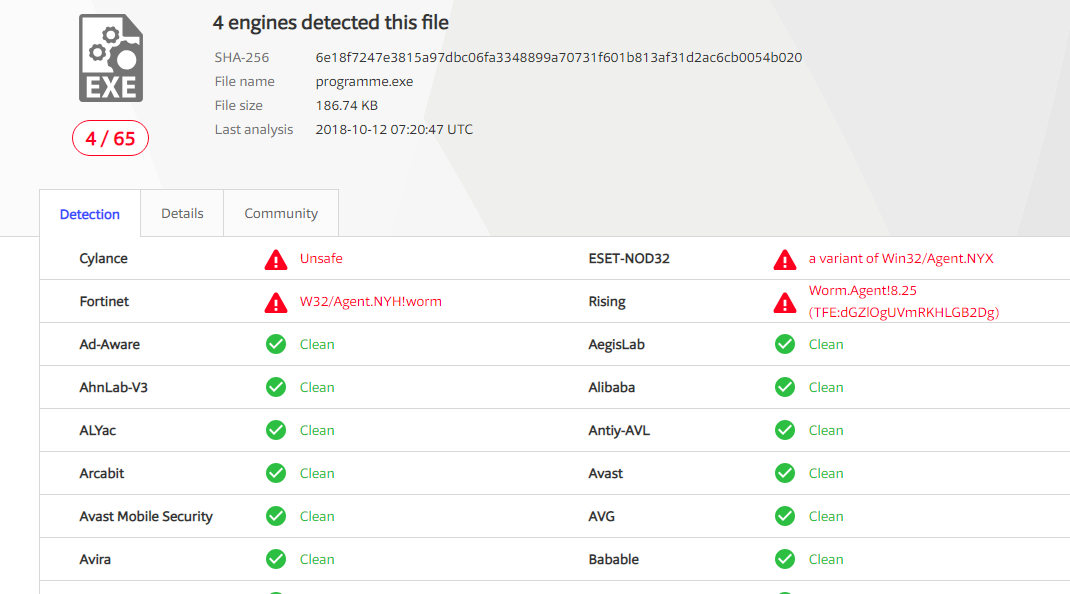 4 engines detected this file
SHA-256 6e18f7247e3815a97dbc06fa3348899a70731f601b813af31d2ac6cb0054b020
File name programme.exe
File size 186.74 KB
Last analysis 2018-10-12 07:20:47 UTC
EXE
4 / 65
Detection Details Community
Cylance Unsafe ESET-NOD32 a variant of Win32/Agent.NYX
Fortinet W32/Agent.NYH!worm Rising Worm.Agent!8.25
(TFE:dGZlOgUVmRKHLGB2Dg)
Ad-Aware Clean AegisLab Clean
AhnLab-V3 Clean Alibaba Clean
ALYac Clean Antiy-AVL Clean
Arcabit Clean Avast Clean
Avast Mobile Security Clean AVG Clean
Avira Clean Babable Clean